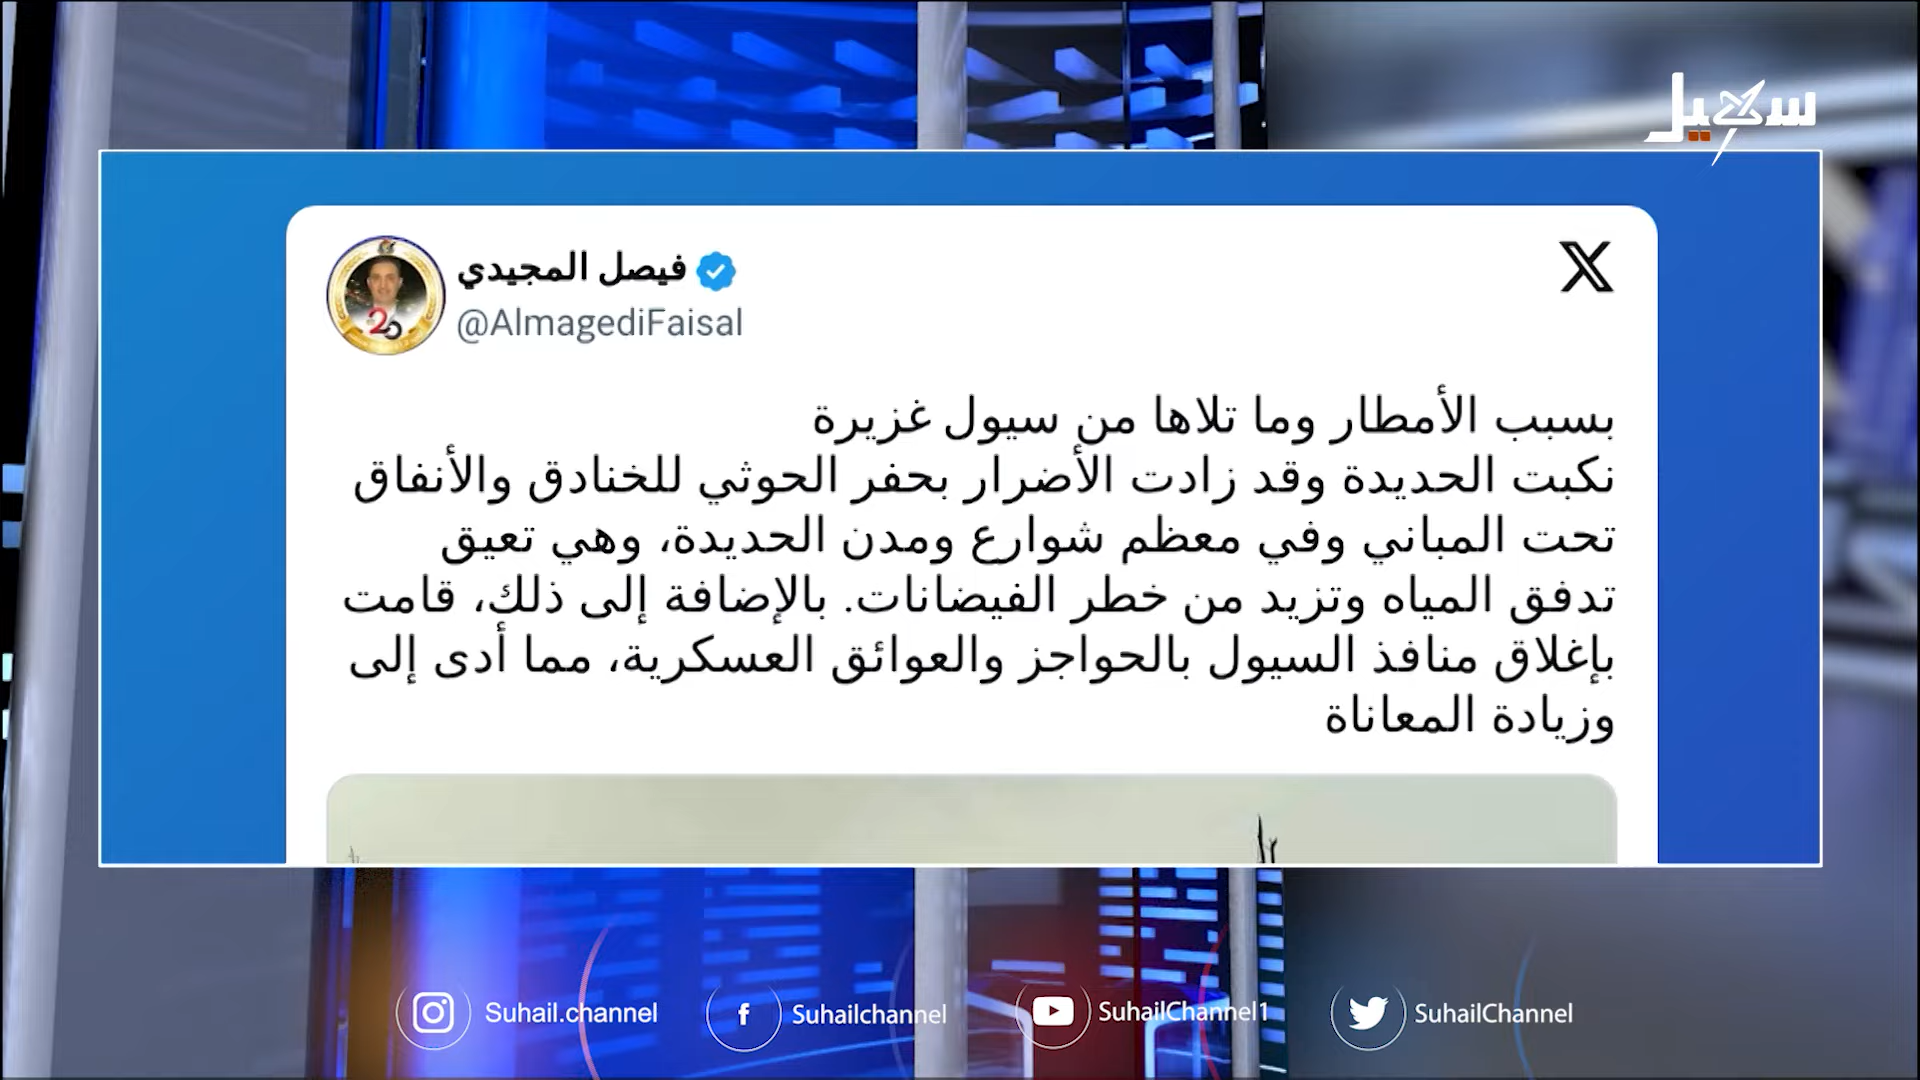 سهيل
فيصل المجيدي
@AlmagediFaisal
بسبب الأمطار وما تلاها من سيول غزيرة
نكبت الحديدة وقد زادت الأضرار بحفر الحوثي للخنادق والأنفاق
تحت المباني وفي معظم شوارع ومدن الحديدة، وهي تعيق
تدفق المياه وتزيد من خطر الفيضانات. بالإضافة إلى ذلك، قامت
بإغلاق منافذ السيول بالحواجز والعوائق العسكرية، مما أدى إلى
وزيادة المعاناة
Suhail.channel
Suhailchannel
SuhailChannel1
SuhailChannel